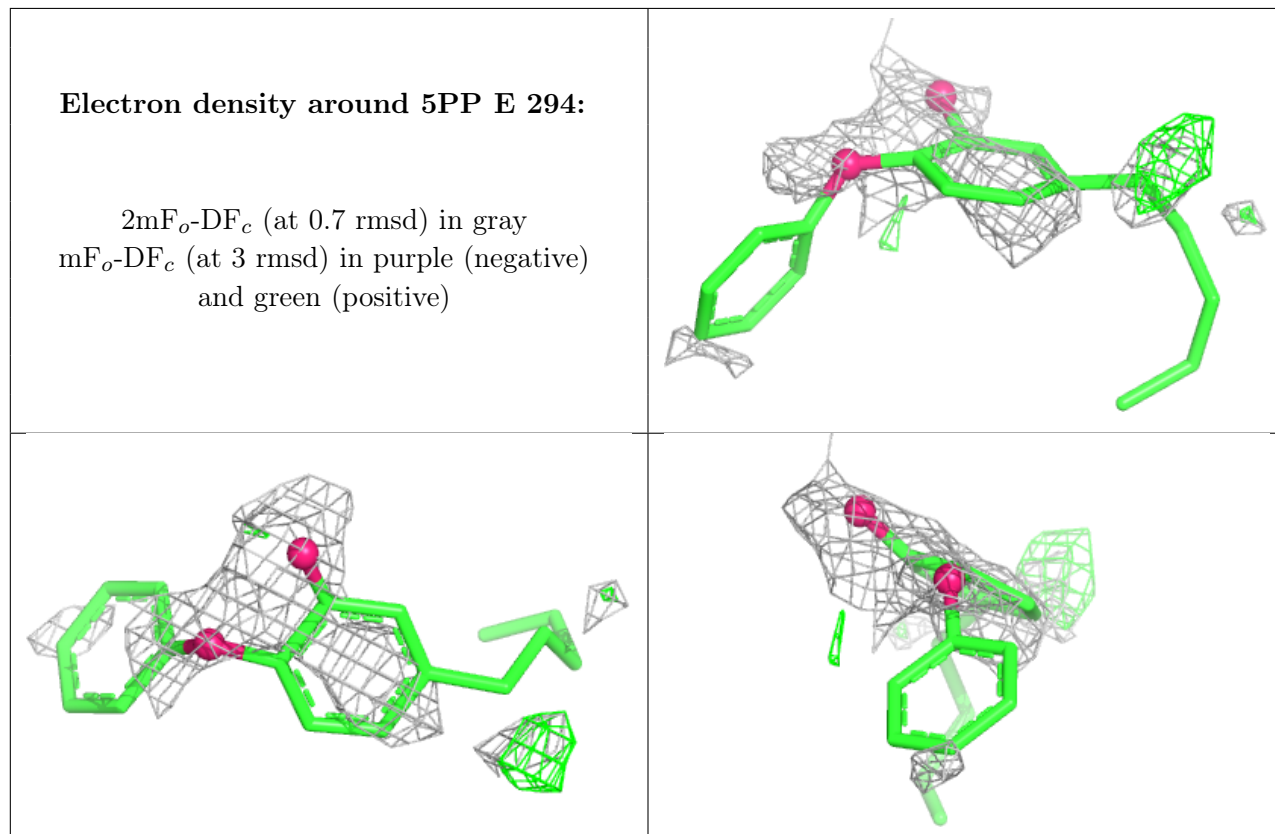 Electron density around 5PP E 294:
2mFo-DFc (at 0.7 rmsd) in gray
mFo-DFc (at 3 rmsd) in purple (negative)
and green (positive)